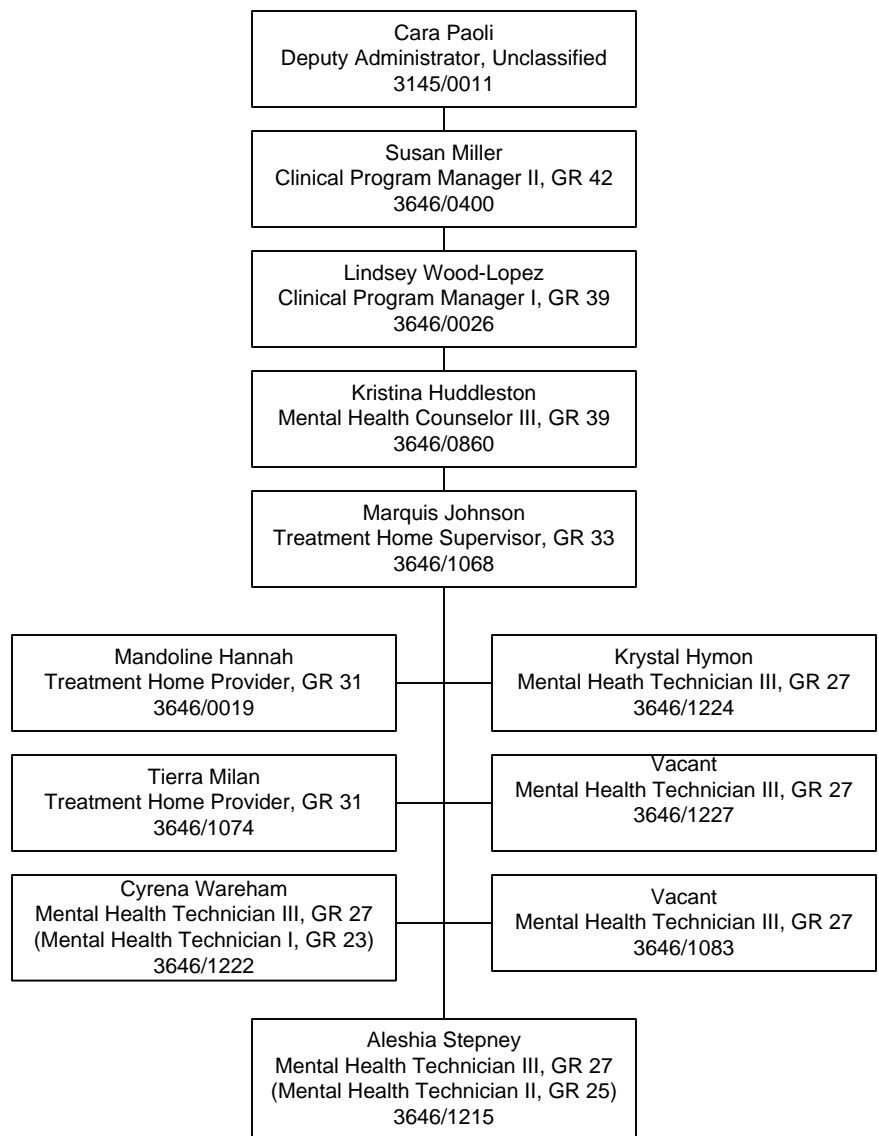 Cara Paoli
Deputy Administrator, Unclassified
3145/0011
Susan Miller
Clinical Program Manager II, GR 42
3646/0400
Lindsey Wood-Lopez
Clinical Program Manager I, GR 39
3646/0026
Kristina Huddleston
Mental Health Counselor III, GR 39
3646/0860
Marquis Johnson
Treatment Home Supervisor, GR 33
3646/1068
Mandoline Hannah
Treatment Home Provider, GR 31
3646/0019
Krystal Hymon
Mental Heath Technician III, GR 27
3646/1224
Tierra Milan
Treatment Home Provider, GR 31
3646/1074
Vacant
Mental Health Technician III, GR 27
3646/1227
Cyrena Wareham
Mental Health Technician III, GR 27
(Mental Health Technician I, GR 23)
3646/1222
Vacant
Mental Health Technician III, GR 27
3646/1083
Aleshia Stepney
Mental Health Technician III, GR 27
(Mental Health Technician II, GR 25)
3646/1215